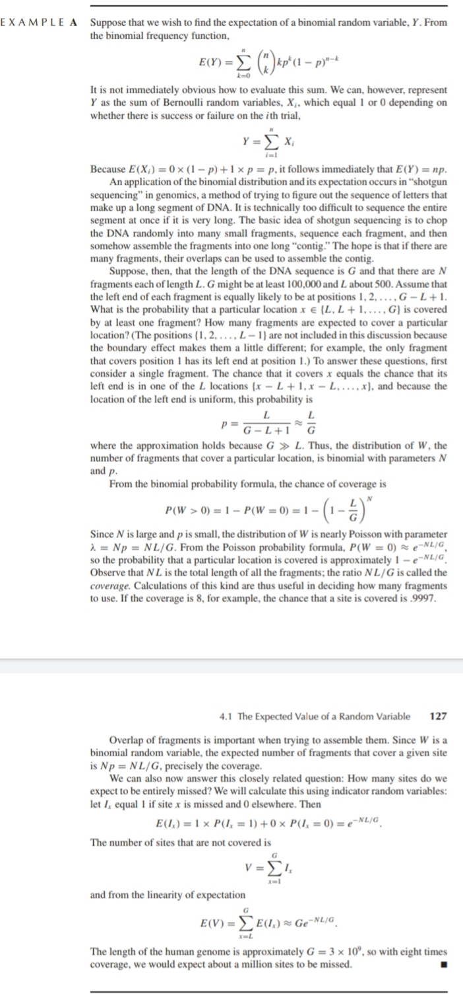 EXAMPLE A Suppose that we wish to find the expectation of a binomial random variable, Y. From
the binomial frequency function,
E(Y) = \sum_{k=0}^{n} \binom{n}{k} kp^k(1 − p)^{n−k}
It is not immediately obvious how to evaluate this sum. We can, however, represent
Y as the sum of Bernoulli random variables, X_i, which equal 1 or 0 depending on
whether there is success or failure on the ith trial,
Y = \sum_{i=1}^{n} X_i
Because E(X_i) = 0 × (1 − p) + 1 × p = p, it follows immediately that E(Y) = np.
An application of the binomial distribution and its expectation occurs in “shotgun
sequencing” in genomics, a method of trying to figure out the sequence of letters that
make up a long segment of DNA. It is technically too difficult to sequence the entire
segment at once if it is very long. The basic idea of shotgun sequencing is to chop
the DNA randomly into many small fragments, sequence each fragment, and then
somehow assemble the fragments into one long “contig.” The hope is that if there are
many fragments, their overlaps can be used to assemble the contig.
Suppose, then, that the length of the DNA sequence is G and that there are N
fragments each of length L. G might be at least 100,000 and L about 500. Assume that
the left end of each fragment is equally likely to be at positions 1, 2, . . . , G − L + 1.
What is the probability that a particular location x ∈ {L, L + 1, . . . , G} is covered
by at least one fragment? How many fragments are expected to cover a particular
location? (The positions {1, 2, . . . , L − 1} are not included in this discussion because
the boundary effect makes them a little different; for example, the only fragment
that covers position 1 has its left end at position 1.) To answer these questions, first
consider a single fragment. The chance that it covers x equals the chance that its
left end is in one of the L locations {x − L + 1, x − L, . . . , x}, and because the
location of the left end is uniform, this probability is
p = \frac{L}{G − L + 1} ≈ \frac{L}{G}
where the approximation holds because G ≫ L. Thus, the distribution of W, the
number of fragments that cover a particular location, is binomial with parameters N
and p.
From the binomial probability formula, the chance of coverage is
P(W > 0) = 1 − P(W = 0) = 1 − \left(1 − \frac{L}{G}\right)^N
Since N is large and p is small, the distribution of W is nearly Poisson with parameter
λ = Np = NL/G. From the Poisson probability formula, P(W = 0) ≈ e^{−NL/G},
so the probability that a particular location is covered is approximately 1 − e^{−NL/G}.
Observe that NL is the total length of all the fragments; the ratio NL/G is called the
coverage. Calculations of this kind are thus useful in deciding how many fragments
to use. If the coverage is 8, for example, the chance that a site is covered is .9997.
4.1 The Expected Value of a Random Variable 127
Overlap of fragments is important when trying to assemble them. Since W is a
binomial random variable, the expected number of fragments that cover a given site
is Np = NL/G, precisely the coverage.
We can also now answer this closely related question: How many sites do we
expect to be entirely missed? We will calculate this using indicator random variables:
let I_x equal 1 if site x is missed and 0 elsewhere. Then
E(I_x) = 1 × P(I_x = 1) + 0 × P(I_x = 0) = e^{−NL/G}.
The number of sites that are not covered is
V = \sum_{x=1}^{G} I_x
and from the linearity of expectation
E(V) = \sum_{x=L}^{G} E(I_x) ≈ Ge^{−NL/G}.
The length of the human genome is approximately G = 3 × 10^9, so with eight times
coverage, we would expect about a million sites to be missed. ■